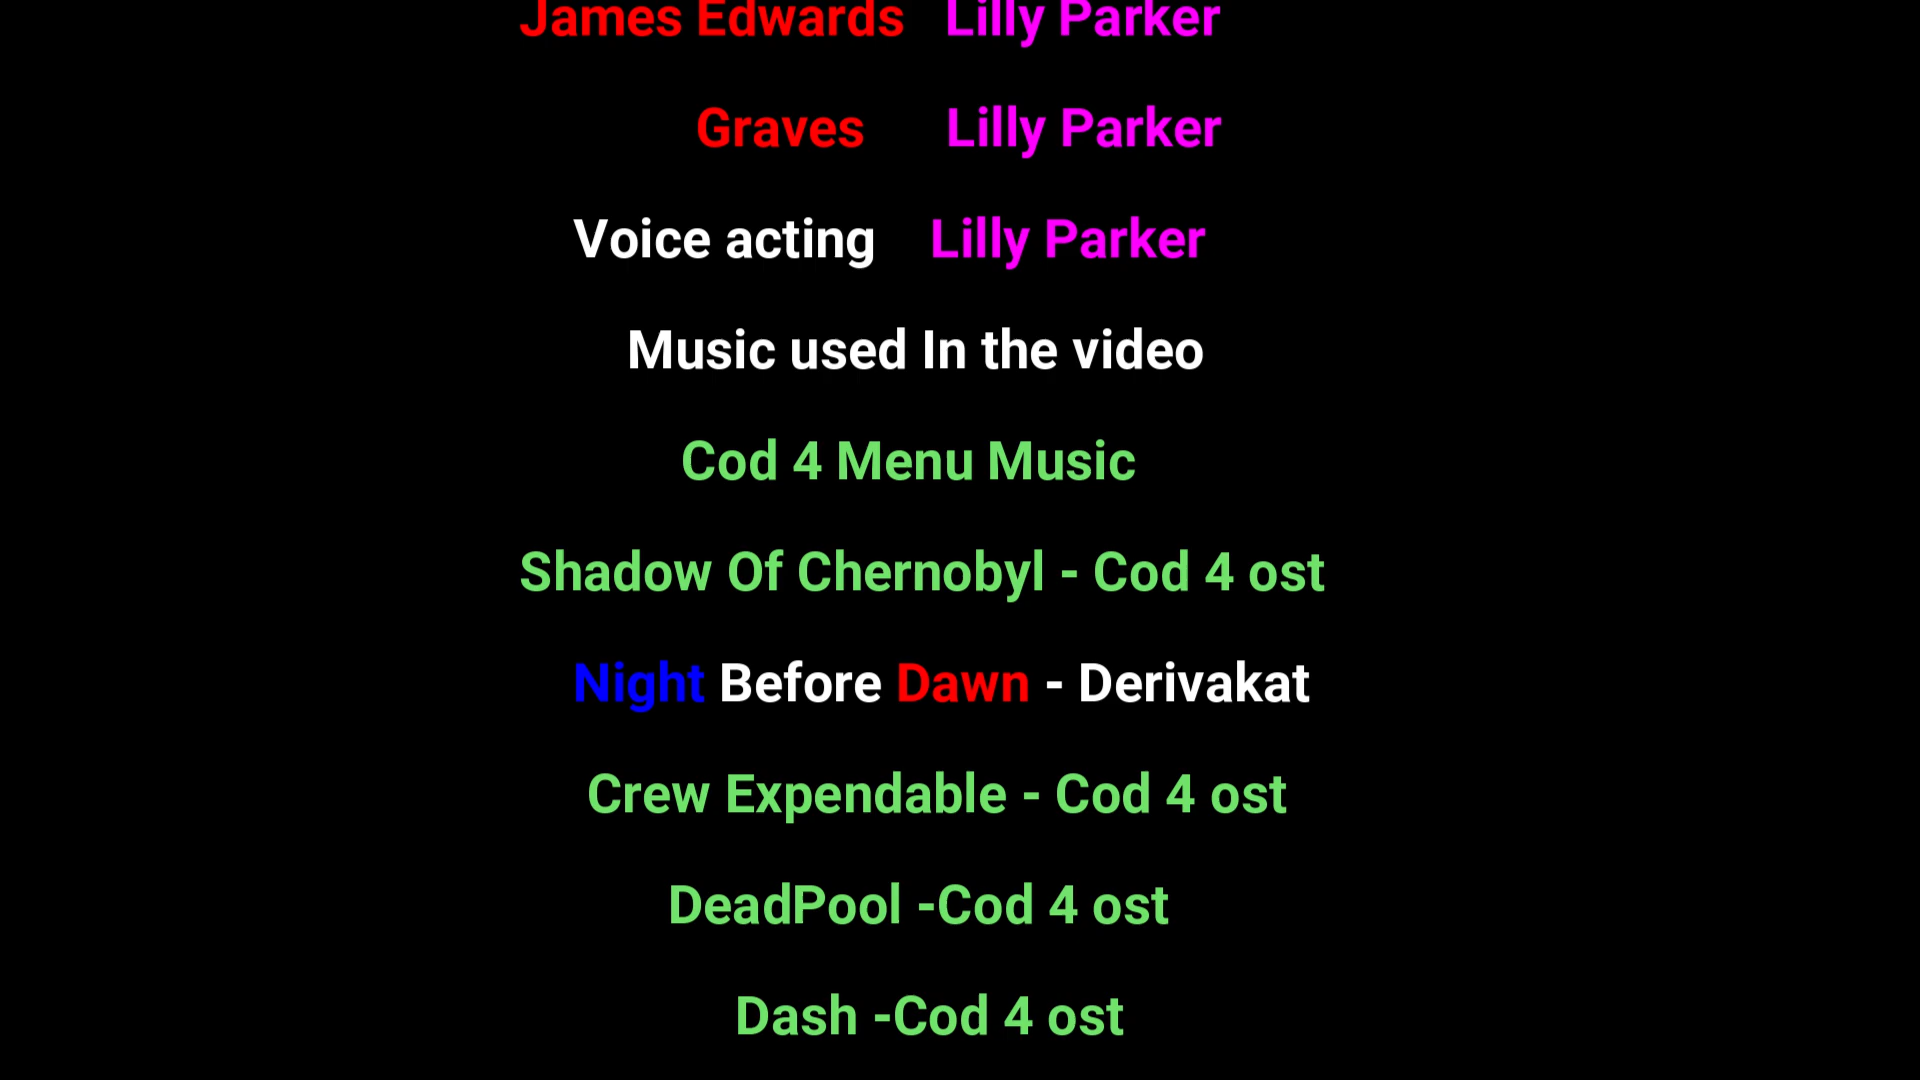 James Edwards Lilly Parker
Graves Lilly Parker
Voice acting Lilly Parker
Music used In the video
Cod 4 Menu Music
Shadow Of Chernobyl - Cod 4 ost
Night Before Dawn - Derivakat
Crew Expendable - Cod 4 ost
DeadPool -Cod 4 ost
Dash -Cod 4 ost